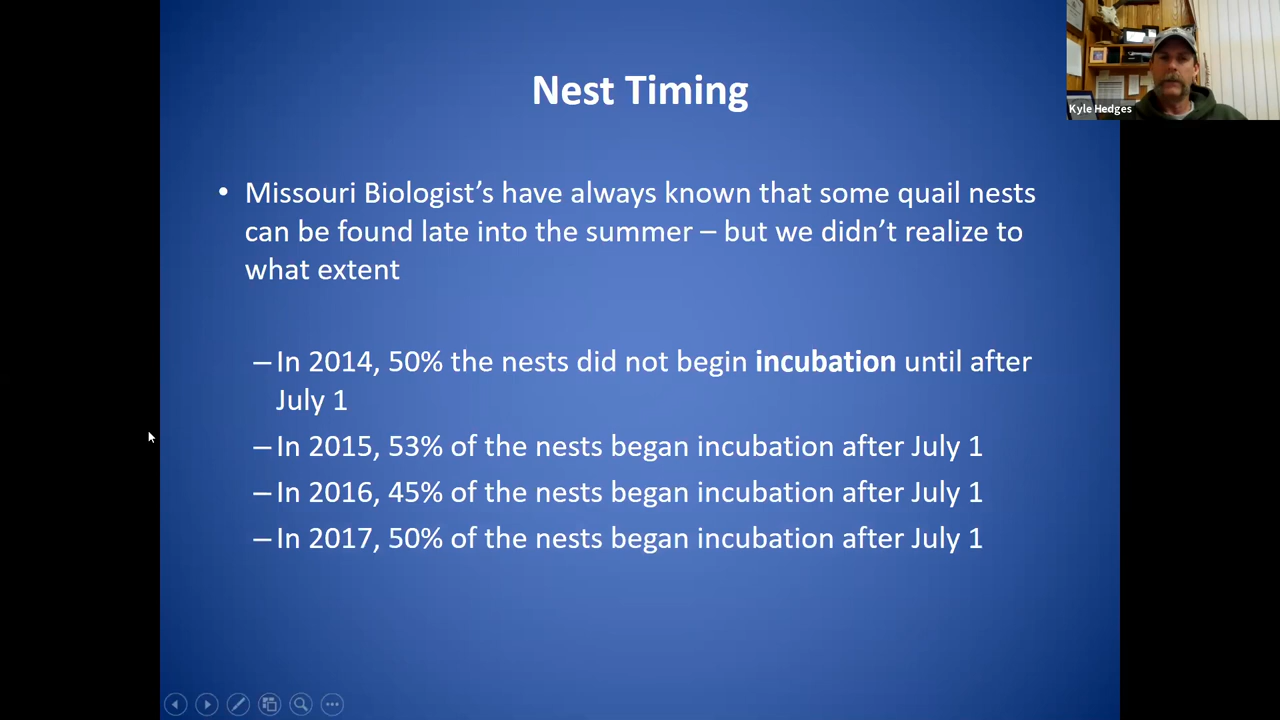 Nest Timing
Kyle Hedges
• Missouri Biologist’s have always known that some quail nests
can be found late into the summer – but we didn’t realize to
what extent
–In 2014, 50% the nests did not begin incubation until after
July 1
–In 2015, 53% of the nests began incubation after July 1
–In 2016, 45% of the nests began incubation after July 1
–In 2017, 50% of the nests began incubation after July 1